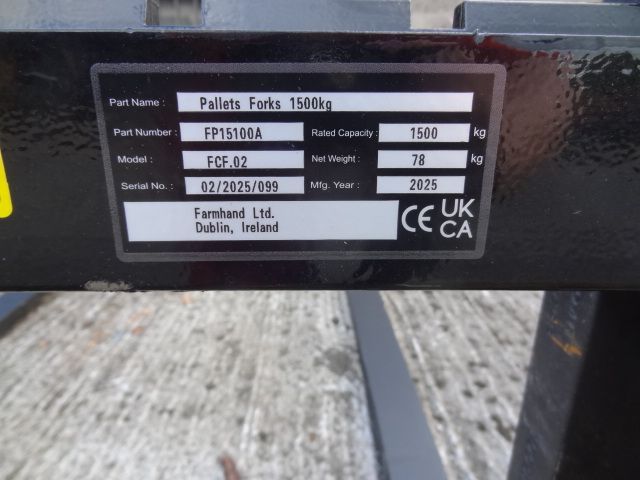 Part Name : Pallets Forks 1500kg
Part Number : FP15100A Rated Capacity : 1500 kg
Model : FCF.02 Net Weight : 78 kg
Serial No. : 02/2025/099 Mfg. Year : 2025
Farmhand Ltd.
Dublin, Ireland
CE UK
CA